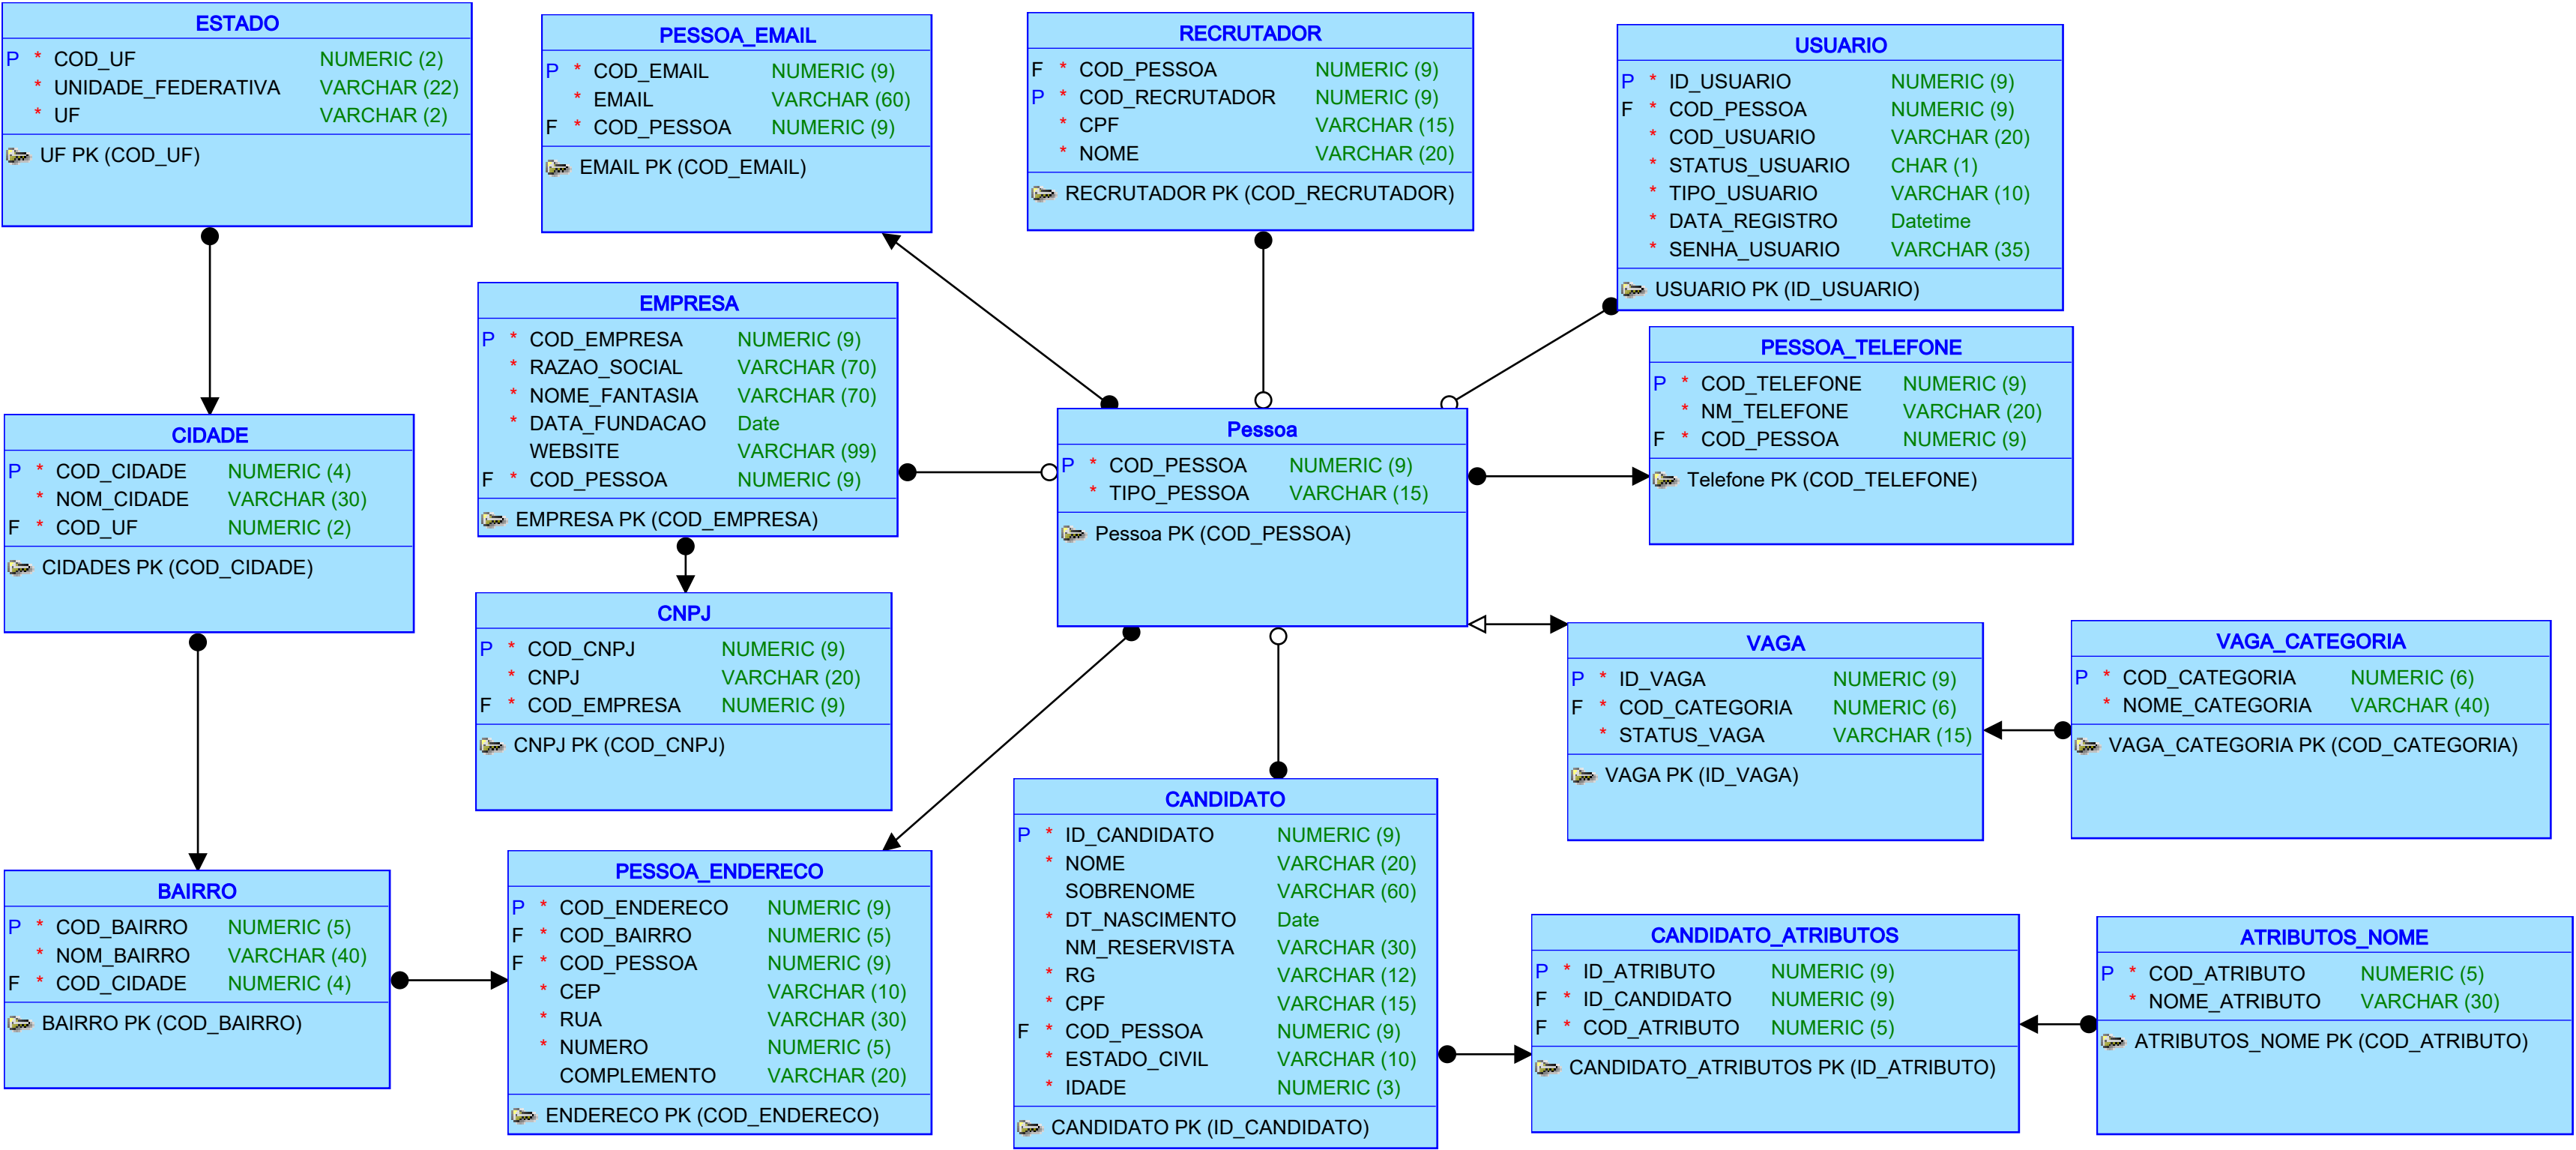 ESTADO
P * COD_UF NUMERIC (2)
* UNIDADE_FEDERATIVA VARCHAR (22)
* UF VARCHAR (2)
UF PK (COD_UF)
PESSOA_EMAIL
P * COD_EMAIL NUMERIC (9)
* EMAIL VARCHAR (60)
F * COD_PESSOA NUMERIC (9)
EMAIL PK (COD_EMAIL)
RECRUTADOR
F * COD_PESSOA NUMERIC (9)
P * COD_RECRUTADOR NUMERIC (9)
* CPF VARCHAR (15)
* NOME VARCHAR (20)
RECRUTADOR PK (COD_RECRUTADOR)
USUARIO
P * ID_USUARIO NUMERIC (9)
F * COD_PESSOA NUMERIC (9)
* COD_USUARIO VARCHAR (20)
* STATUS_USUARIO CHAR (1)
* TIPO_USUARIO VARCHAR (10)
* DATA_REGISTRO Datetime
* SENHA_USUARIO VARCHAR (35)
USUARIO PK (ID_USUARIO)
EMPRESA
P * COD_EMPRESA NUMERIC (9)
* RAZAO_SOCIAL VARCHAR (70)
* NOME_FANTASIA VARCHAR (70)
* DATA_FUNDACAO Date
WEBSITE VARCHAR (99)
F * COD_PESSOA NUMERIC (9)
EMPRESA PK (COD_EMPRESA)
PESSOA_TELEFONE
P * COD_TELEFONE NUMERIC (9)
* NM_TELEFONE VARCHAR (20)
F * COD_PESSOA NUMERIC (9)
Telefone PK (COD_TELEFONE)
CIDADE
P * COD_CIDADE NUMERIC (4)
* NOM_CIDADE VARCHAR (30)
F * COD_UF NUMERIC (2)
CIDADES PK (COD_CIDADE)
Pessoa
P * COD_PESSOA NUMERIC (9)
* TIPO_PESSOA VARCHAR (15)
Pessoa PK (COD_PESSOA)
CNPJ
P * COD_CNPJ NUMERIC (9)
* CNPJ VARCHAR (20)
F * COD_EMPRESA NUMERIC (9)
CNPJ PK (COD_CNPJ)
VAGA
P * ID_VAGA NUMERIC (9)
F * COD_CATEGORIA NUMERIC (6)
* STATUS_VAGA VARCHAR (15)
VAGA PK (ID_VAGA)
VAGA_CATEGORIA
P * COD_CATEGORIA NUMERIC (6)
* NOME_CATEGORIA VARCHAR (40)
VAGA_CATEGORIA PK (COD_CATEGORIA)
BAIRRO
P * COD_BAIRRO NUMERIC (5)
* NOM_BAIRRO VARCHAR (40)
F * COD_CIDADE NUMERIC (4)
BAIRRO PK (COD_BAIRRO)
PESSOA_ENDERECO
P * COD_ENDERECO NUMERIC (9)
F * COD_BAIRRO NUMERIC (5)
F * COD_PESSOA NUMERIC (9)
* CEP VARCHAR (10)
* RUA VARCHAR (30)
* NUMERO NUMERIC (5)
COMPLEMENTO VARCHAR (20)
ENDERECO PK (COD_ENDERECO)
CANDIDATO
P * ID_CANDIDATO NUMERIC (9)
* NOME VARCHAR (20)
SOBRENOME VARCHAR (60)
* DT_NASCIMENTO Date
NM_RESERVISTA VARCHAR (30)
* RG VARCHAR (12)
* CPF VARCHAR (15)
F * COD_PESSOA NUMERIC (9)
* ESTADO_CIVIL VARCHAR (10)
* IDADE NUMERIC (3)
CANDIDATO PK (ID_CANDIDATO)
CANDIDATO_ATRIBUTOS
P * ID_ATRIBUTO NUMERIC (9)
F * ID_CANDIDATO NUMERIC (9)
F * COD_ATRIBUTO NUMERIC (5)
CANDIDATO_ATRIBUTOS PK (ID_ATRIBUTO)
ATRIBUTOS_NOME
P * COD_ATRIBUTO NUMERIC (5)
* NOME_ATRIBUTO VARCHAR (30)
ATRIBUTOS_NOME PK (COD_ATRIBUTO)